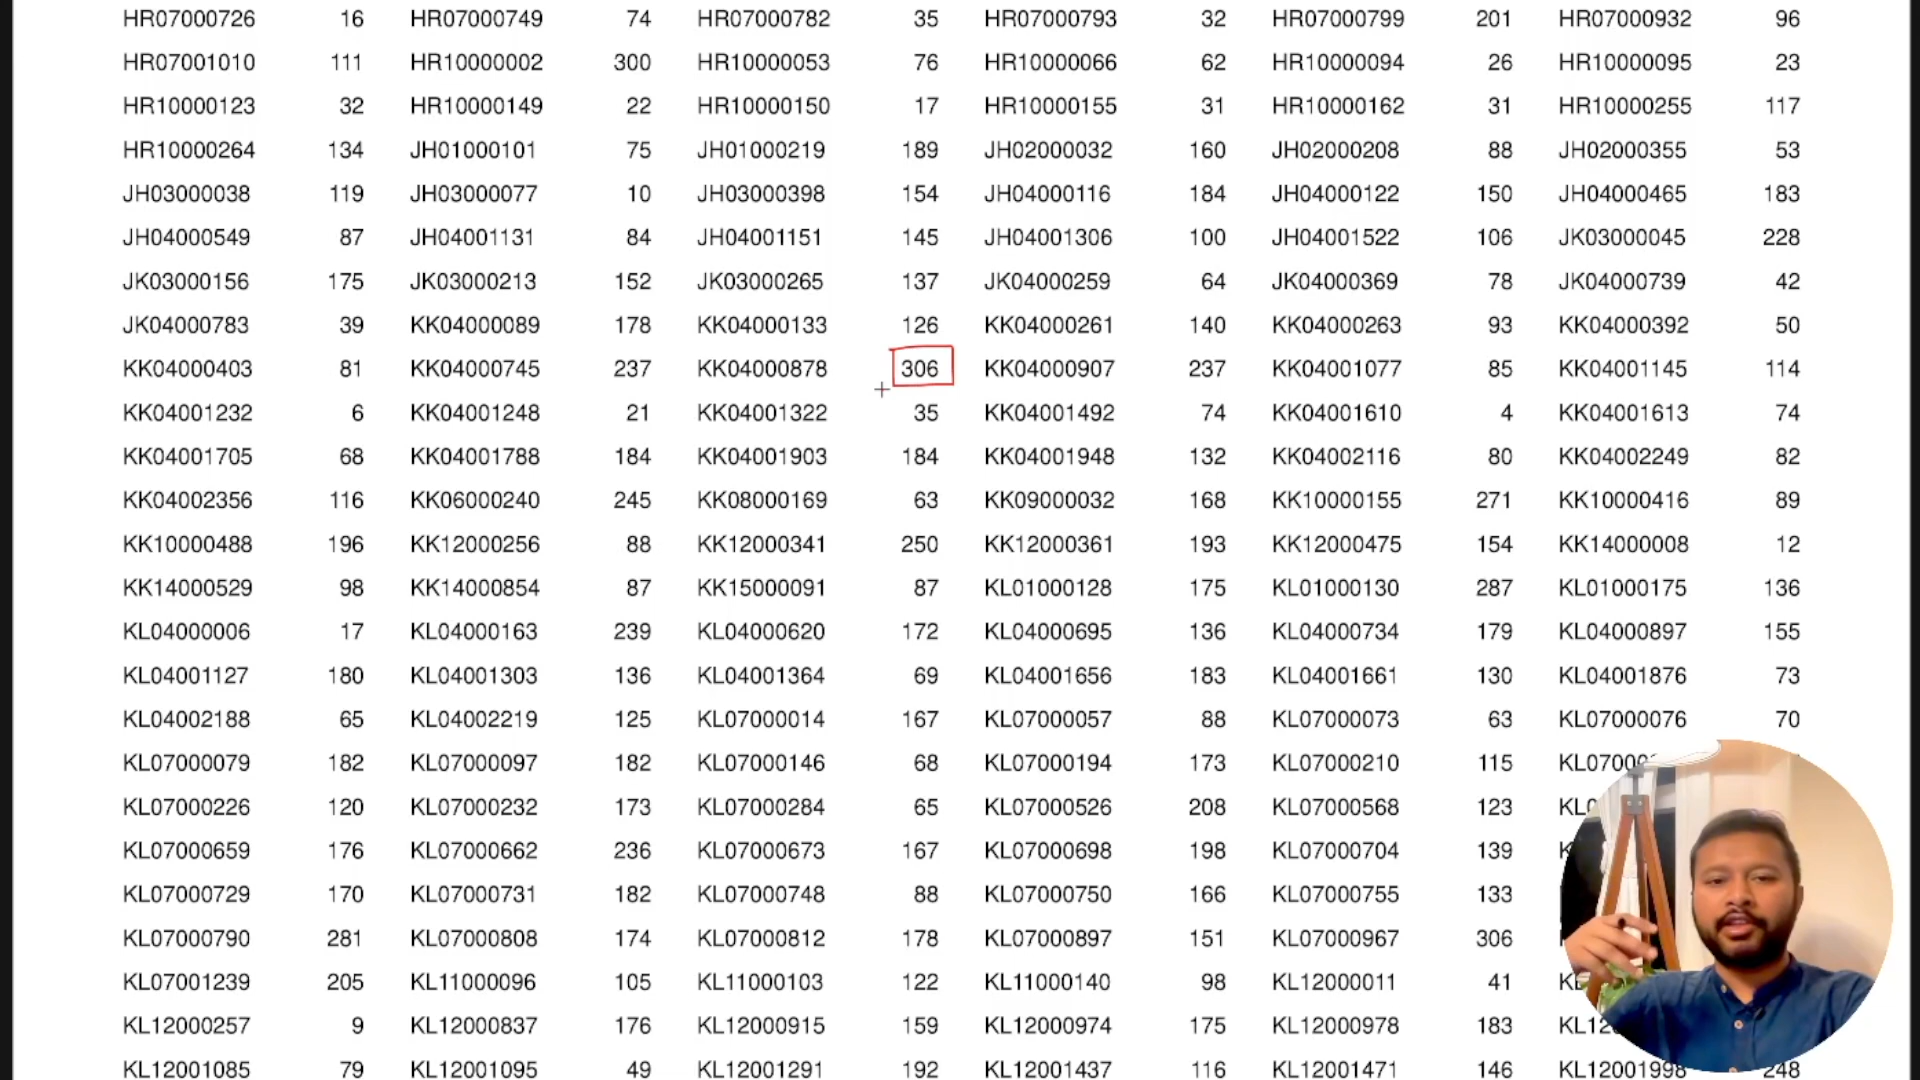 HR07000726 16 HR07000749 74 HR07000782 35 HR07000793 32 HR07000799 201 HR07000932 96
HR07001010 111 HR10000002 300 HR10000053 76 HR10000066 62 HR10000094 26 HR10000095 23
HR10000123 32 HR10000149 22 HR10000150 17 HR10000155 31 HR10000162 31 HR10000255 117
HR10000264 134 JH01000101 75 JH01000219 189 JH02000032 160 JH02000208 88 JH02000355 53
JH03000038 119 JH03000077 10 JH03000398 154 JH04000116 184 JH04000122 150 JH04000465 183
JH04000549 87 JH04001131 84 JH04001151 145 JH04001306 100 JH04001522 106 JK03000045 228
JK03000156 175 JK03000213 152 JK03000265 137 JK04000259 64 JK04000369 78 JK04000739 42
JK04000783 39 KK04000089 178 KK04000133 126 KK04000261 140 KK04000263 93 KK04000392 50
KK04000403 81 KK04000745 237 KK04000878 306 KK04000907 237 KK04001077 85 KK04001145 114
KK04001232 6 KK04001248 21 KK04001322 35 KK04001492 74 KK04001610 4 KK04001613 74
KK04001705 68 KK04001788 184 KK04001903 184 KK04001948 132 KK04002116 80 KK04002249 82
KK04002356 116 KK06000240 245 KK08000169 63 KK09000032 168 KK10000155 271 KK10000416 89
KK10000488 196 KK12000256 88 KK12000341 250 KK12000361 193 KK12000475 154 KK14000008 12
KK14000529 98 KK14000854 87 KK15000091 87 KL01000128 175 KL01000130 287 KL01000175 136
KL04000006 17 KL04000163 239 KL04000620 172 KL04000695 136 KL04000734 179 KL04000897 155
KL04001127 180 KL04001303 136 KL04001364 69 KL04001656 183 KL04001661 130 KL04001876 73
KL04002188 65 KL04002219 125 KL07000014 167 KL07000057 88 KL07000073 63 KL07000076 70
KL07000079 182 KL07000097 182 KL07000146 68 KL07000194 173 KL07000210 115
KL07000226 120 KL07000232 173 KL07000284 65 KL07000526 208 KL07000568 123
KL07000659 176 KL07000662 236 KL07000673 167 KL07000698 198 KL07000704 139
KL07000729 170 KL07000731 182 KL07000748 88 KL07000750 166 KL07000755 133
KL07000790 281 KL07000808 174 KL07000812 178 KL07000897 151 KL07000967 306
KL07001239 205 KL11000096 105 KL11000103 122 KL11000140 98 KL12000011 41
KL12000257 9 KL12000837 176 KL12000915 159 KL12000974 175 KL12000978 183
KL12001085 79 KL12001095 49 KL12001291 192 KL12001437 116 KL12001471 146 KL12001998 248